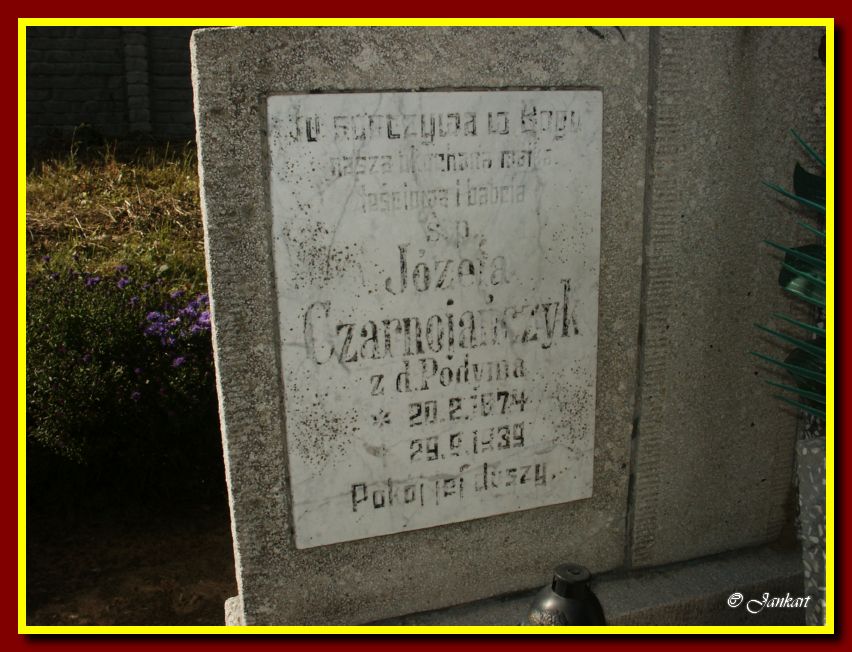 Tu spoczywa w Bogu
nasza ukochana matka
teściowa i babcia
ś.p.
Józefa
Czarnojańczyk
z d. Podyma
* 20.2.1874
29.9.1939
Pokój jej duszy.
© Jankart